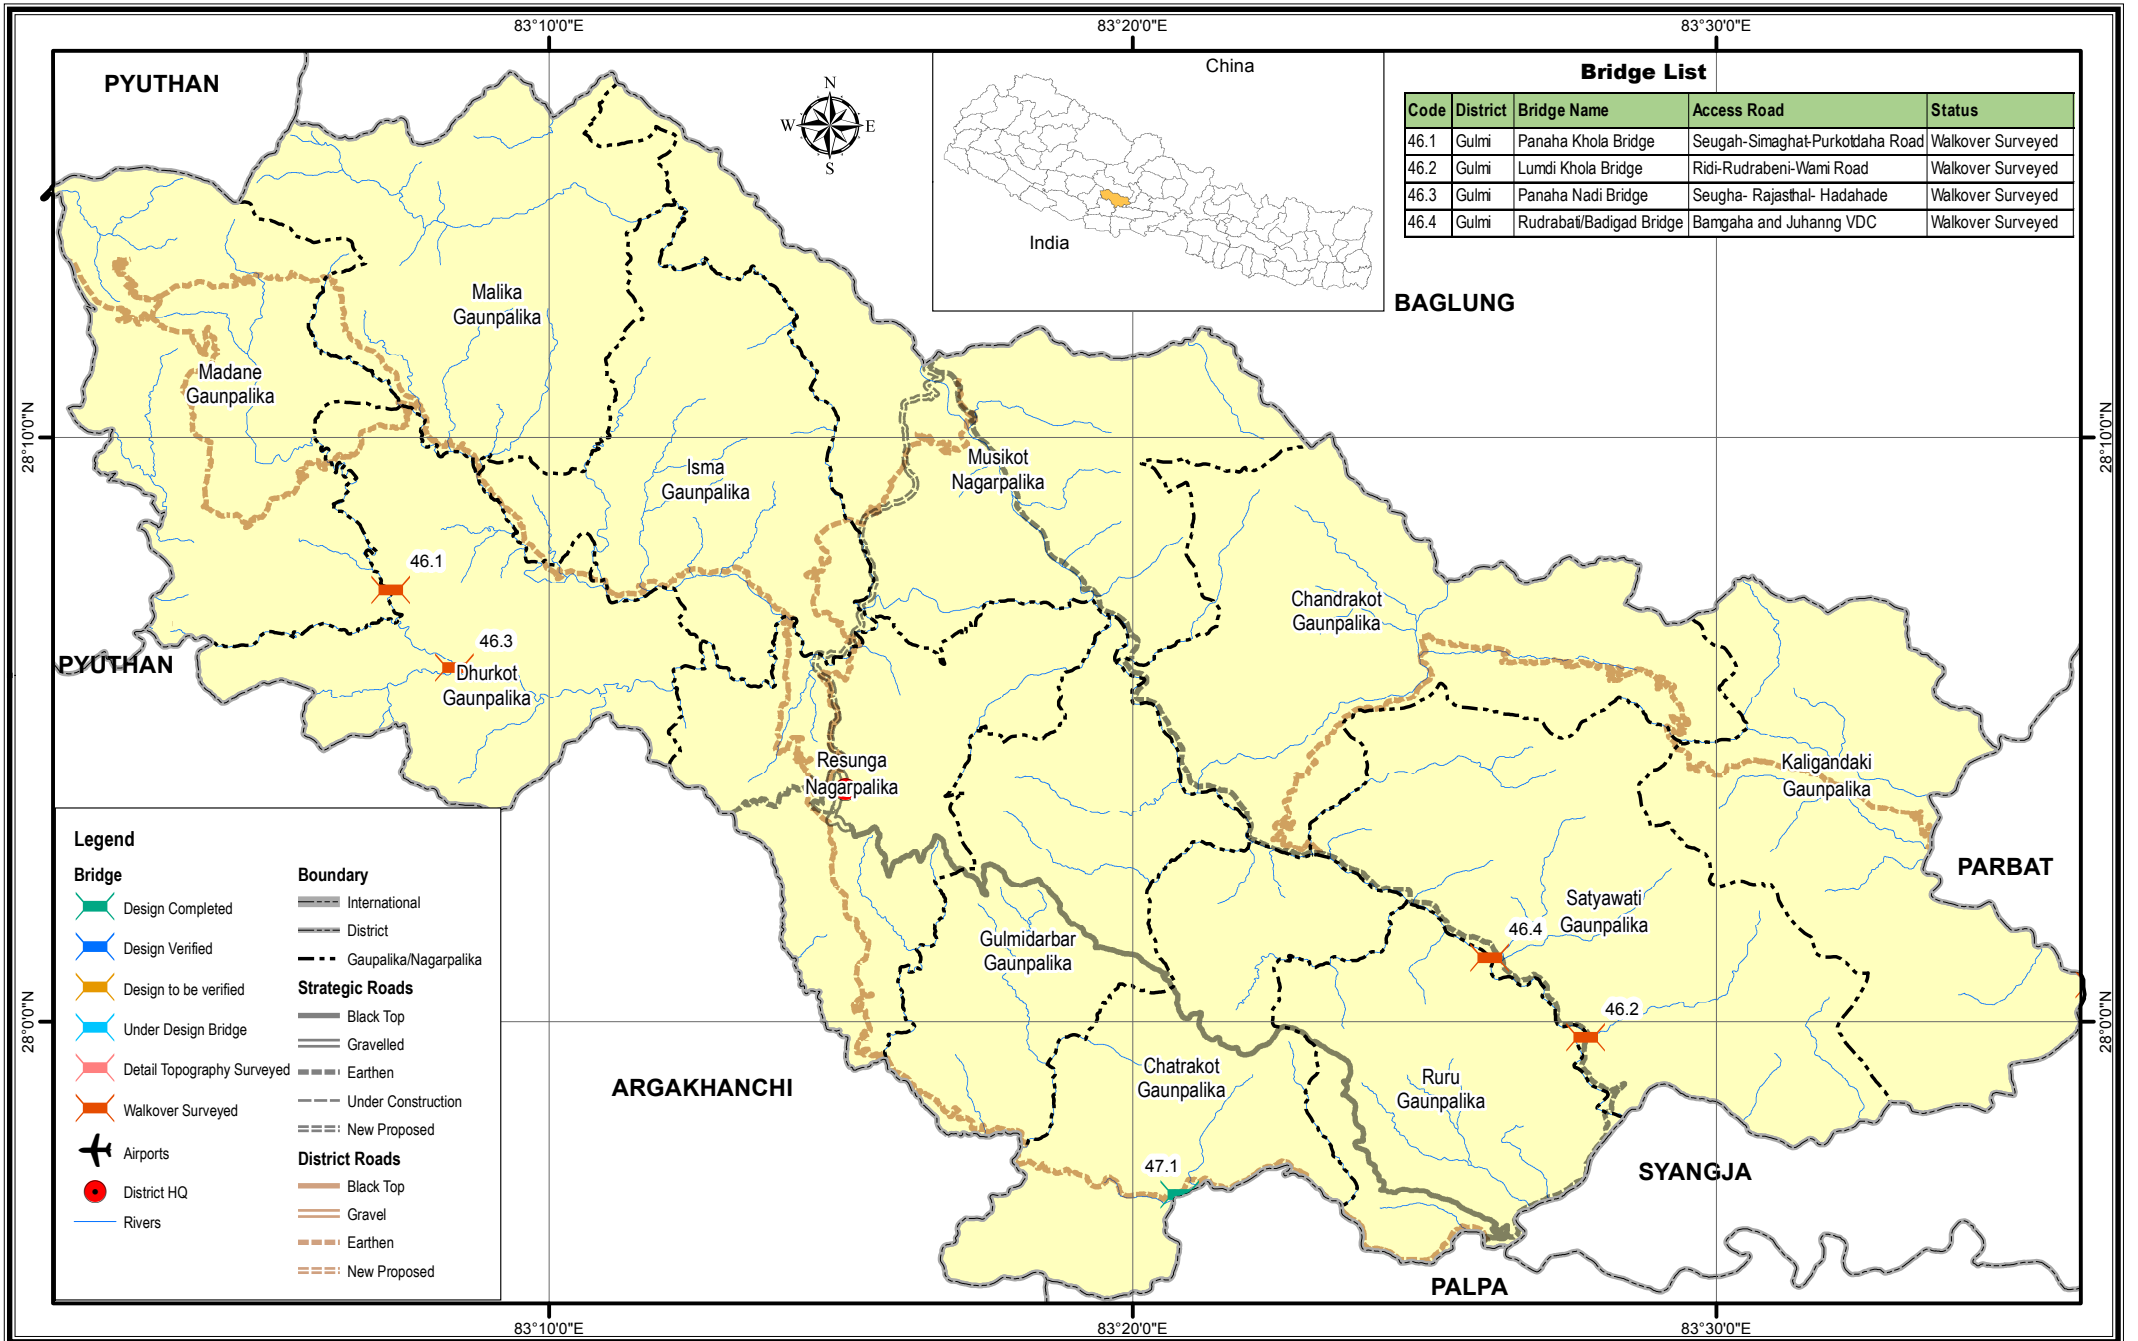 83°10'0"E
83°20'0"E
83°30'0"E
PYUTHAN
N
W
E
S
China
India
Bridge List
Code District Bridge Name Access Road Status
46.1 Gulmi Panaha Khola Bridge Seugah-Simaghat-Purkotdaha Road Walkover Surveyed
46.2 Gulmi Lumdi Khola Bridge Ridi-Rudrabeni-Wami Road Walkover Surveyed
46.3 Gulmi Panaha Nadi Bridge Seugha- Rajasthal- Hadahade Walkover Surveyed
46.4 Gulmi Rudrabati/Badigad Bridge Bamgaha and Juhanng VDC Walkover Surveyed
BAGLUNG
Malika
Gaunpalika
Madane
Gaunpalika
28°10'0"N
28°10'0"N
Isma
Gaunpalika
Musikot
Nagarpalika
46.1
Chandrakot
Gaunpalika
46.3
PYUTHAN
Dhurkot
Gaunpalika
Resunga
Nagarpalika
Kaligandaki
Gaunpalika
PARBAT
Satyawati
Gaunpalika
46.4
Gulmidarbar
Gaunpalika
46.2
28°0'0"N
28°0'0"N
Chatrakot
Gaunpalika
Ruru
Gaunpalika
ARGAKHANCHI
47.1
SYANGJA
PALPA
Legend
Bridge
Design Completed
Design Verified
Design to be verified
Under Design Bridge
Detail Topography Surveyed
Walkover Surveyed
Airports
District HQ
Rivers
Boundary
International
District
Gaupalika/Nagarpalika
Strategic Roads
Black Top
Gravelled
Earthen
Under Construction
New Proposed
District Roads
Black Top
Gravel
Earthen
New Proposed
83°10'0"E
83°20'0"E
83°30'0"E